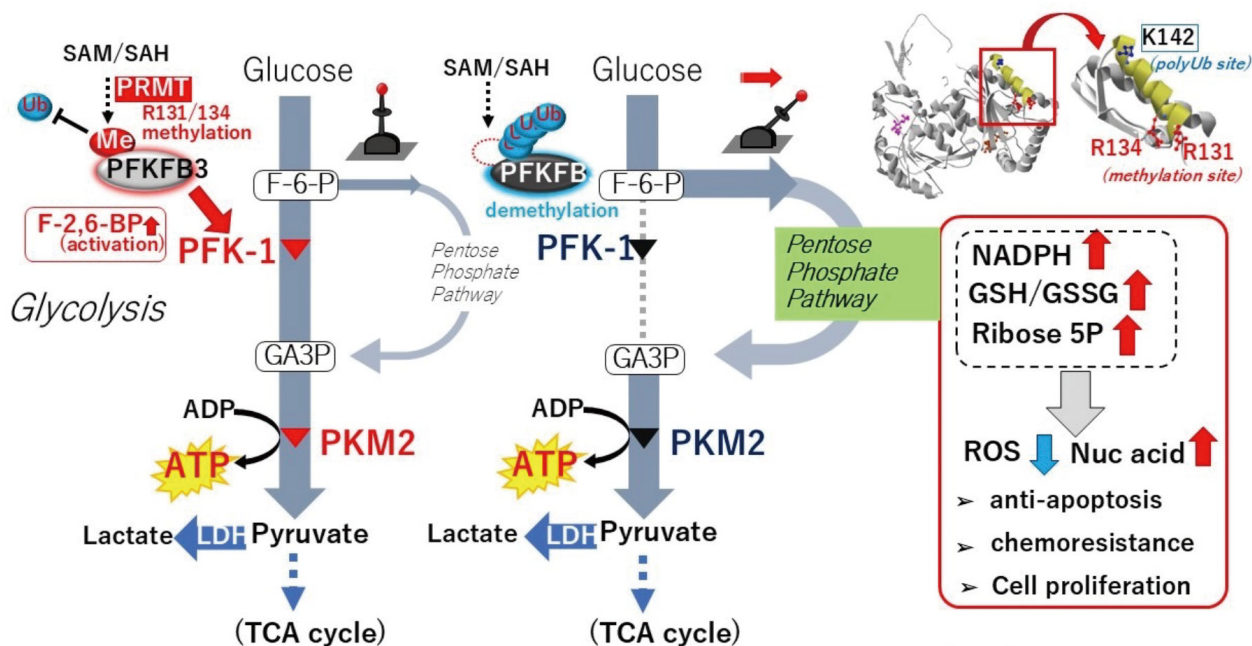 SAM/SAH
PRMT
R131/134
methylation
Ub
Me
PFKFB3
F-2,6-BP
(activation)
PFK-1
Glycolysis
Glucose
F-6-P
Pentose
Phosphate
Pathway
GA3P
ADP
ATP
PKM2
Lactate
LDH
Pyruvate
(TCA cycle)
SAM/SAH
Ub
PFKFB
demethylation
PFK-1
Glucose
F-6-P
Pentose
Phosphate
Pathway
GA3P
ADP
ATP
PKM2
Lactate
LDH
Pyruvate
(TCA cycle)
K142
(polyUb site)
R134
R131
(methylation site)
NADPH
GSH/GSSG
Ribose 5P
ROS
Nuc acid
➢ anti-apoptosis
➢ chemoresistance
➢ Cell proliferation